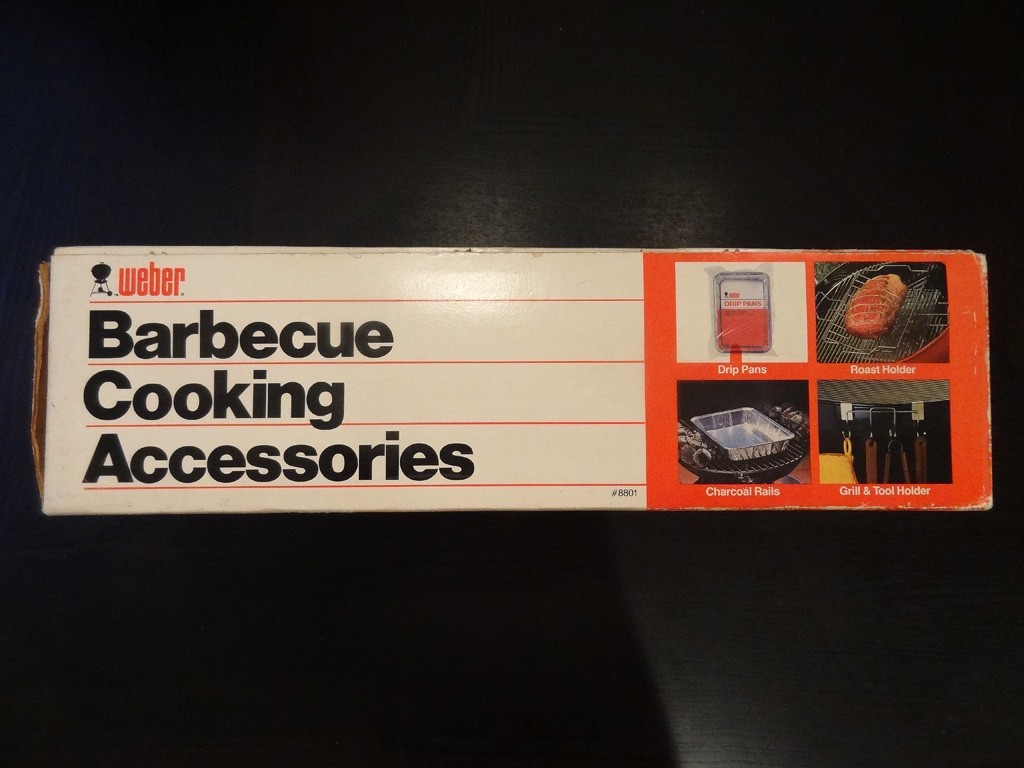 weber
Barbecue
Cooking
Accessories
#8801
weber
DRIP PANS
Drip Pans
Roast Holder
Charcoal Rails
Grill & Tool Holder